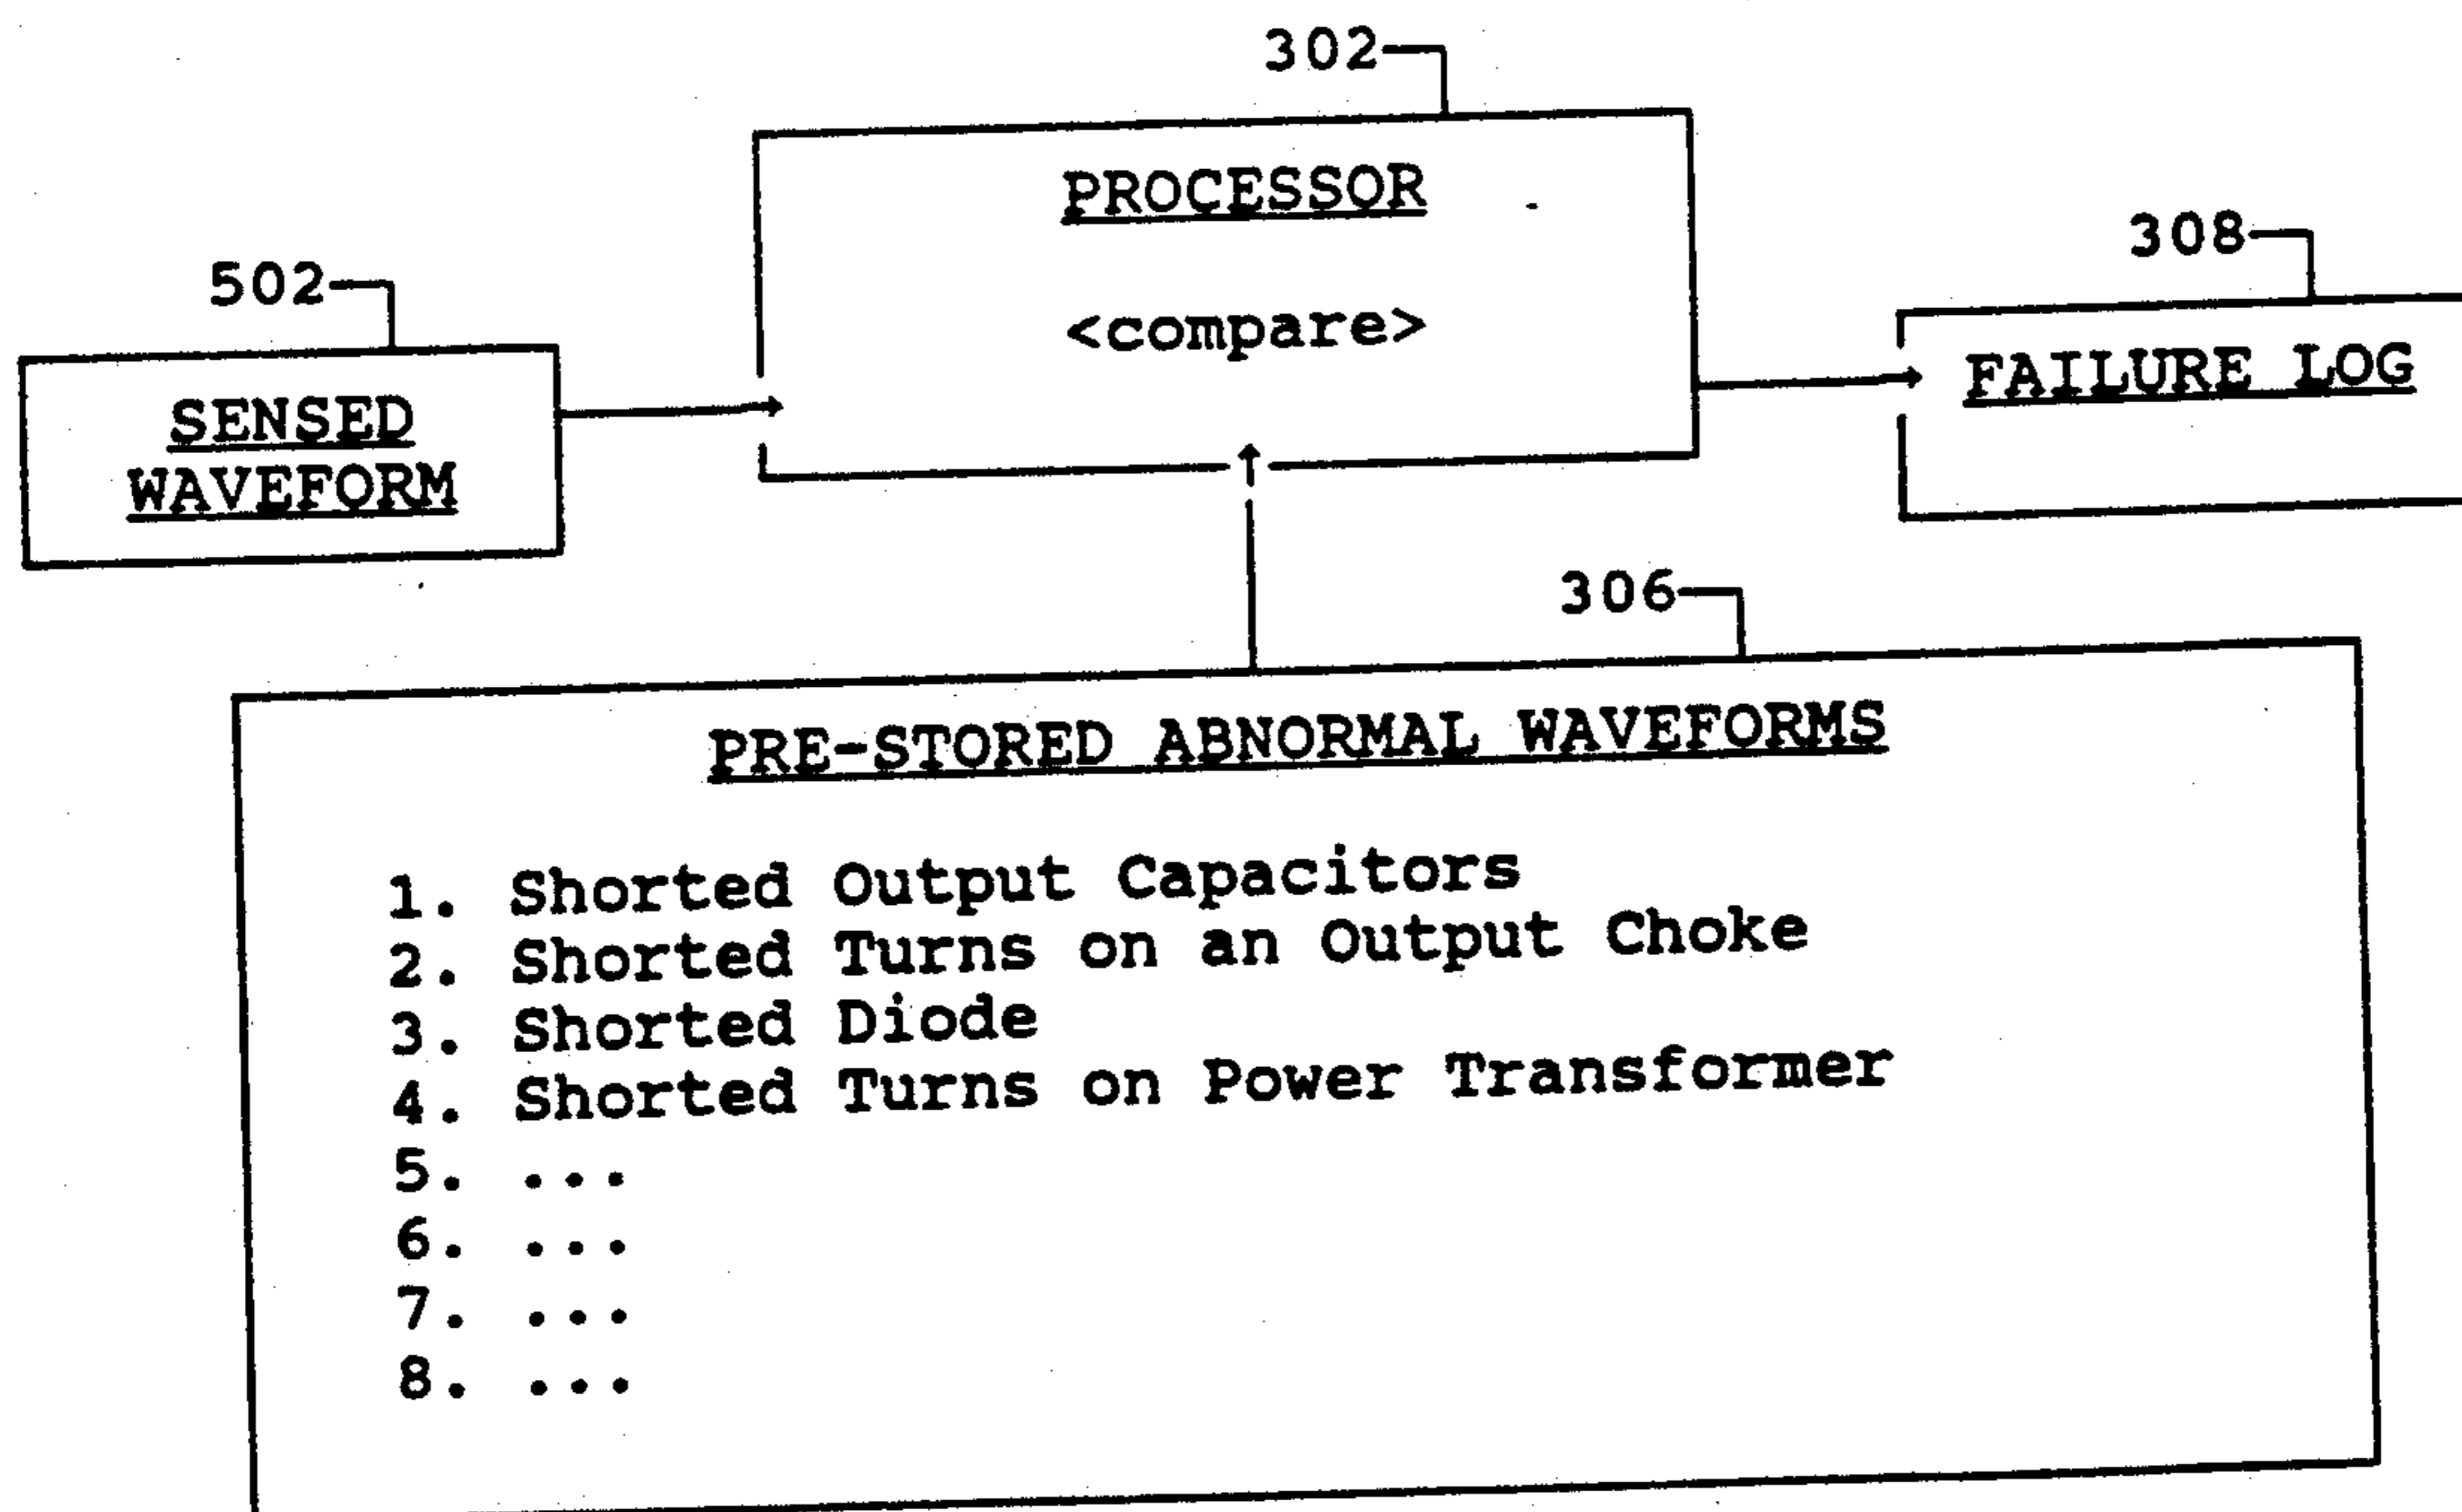 302
PROCESSOR
<compare>
502
SENSED
WAVEFORM
308
FAILURE LOG
306
PRE-STORED ABNORMAL WAVEFORMS
1. Shorted Output Capacitors
2. Shorted Turns on an Output Choke
3. Shorted Diode
4. Shorted Turns on Power Transformer
5. ...
6. ...
7. ...
8. ...